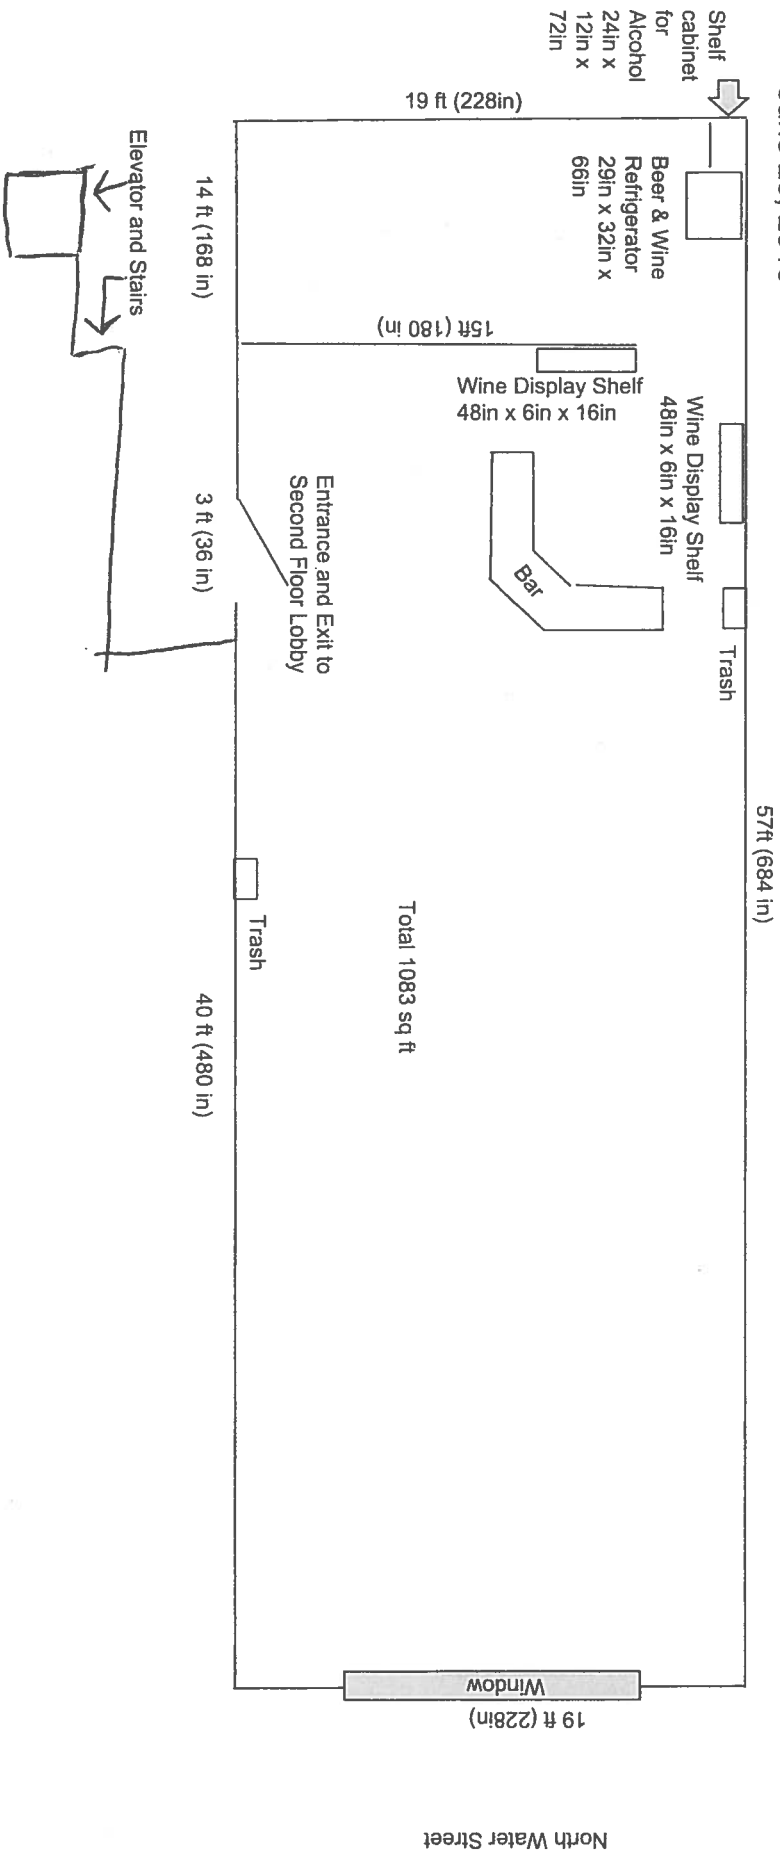 Shelf
cabinet
for
Alcohol
24in x
12in x
72in
19 ft (228in)
Beer & Wine
Refrigerator
29in x 32in x
66in
15ft (180 in)
Wine Display Shelf
48in x 6in x 16in
Wine Display Shelf
48in x 6in x 16in
Bar
Trash
57ft (684 in)
Elevator and Stairs
14 ft (168 in)
3 ft (36 in)
Entrance and Exit to
Second Floor Lobby
Trash
Total 1083 sq ft
40 ft (480 in)
Window
19 ft (228in)
North Water Street